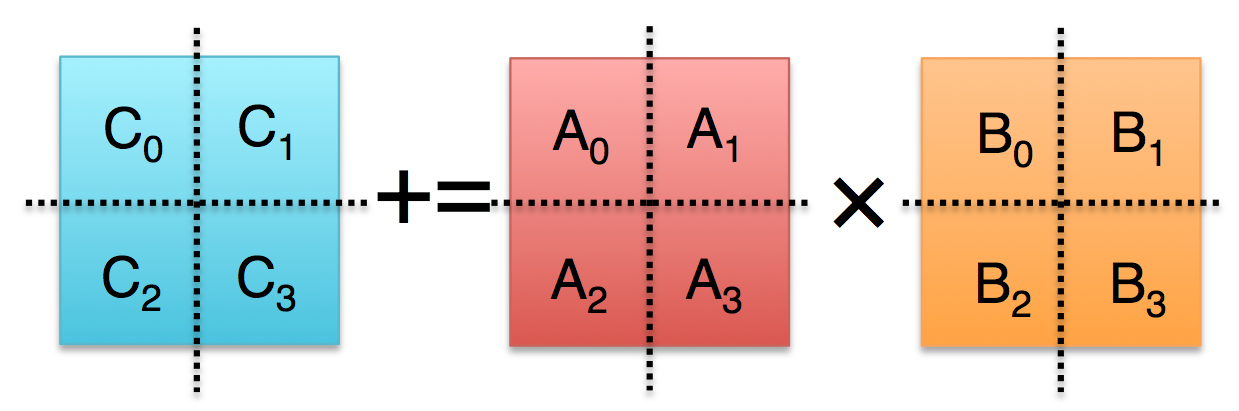 C₀ C₁ A₀ A₁ B₀ B₁
+= ×
C₂ C₃ A₂ A₃ B₂ B₃